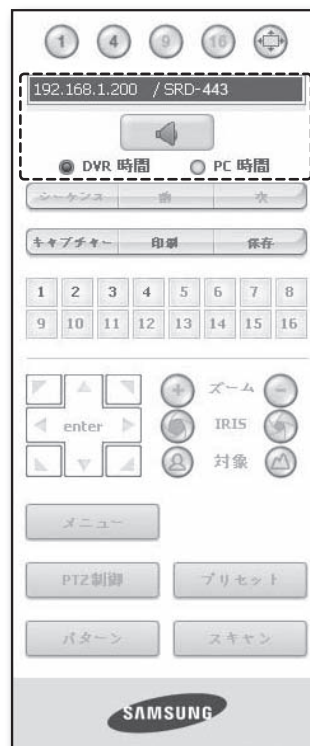 1 4 9 16
192.168.1.200 / SRD-443
DVR 時間 PC 時間
シーケンス 前 次
キャプチャー 印刷 保存
1 2 3 4 5 6 7 8
9 10 11 12 13 14 15 16
ズーム
enter IRIS
対象
メニュー
PTZ制御 プリセット
パターン スキャン
SAMSUNG